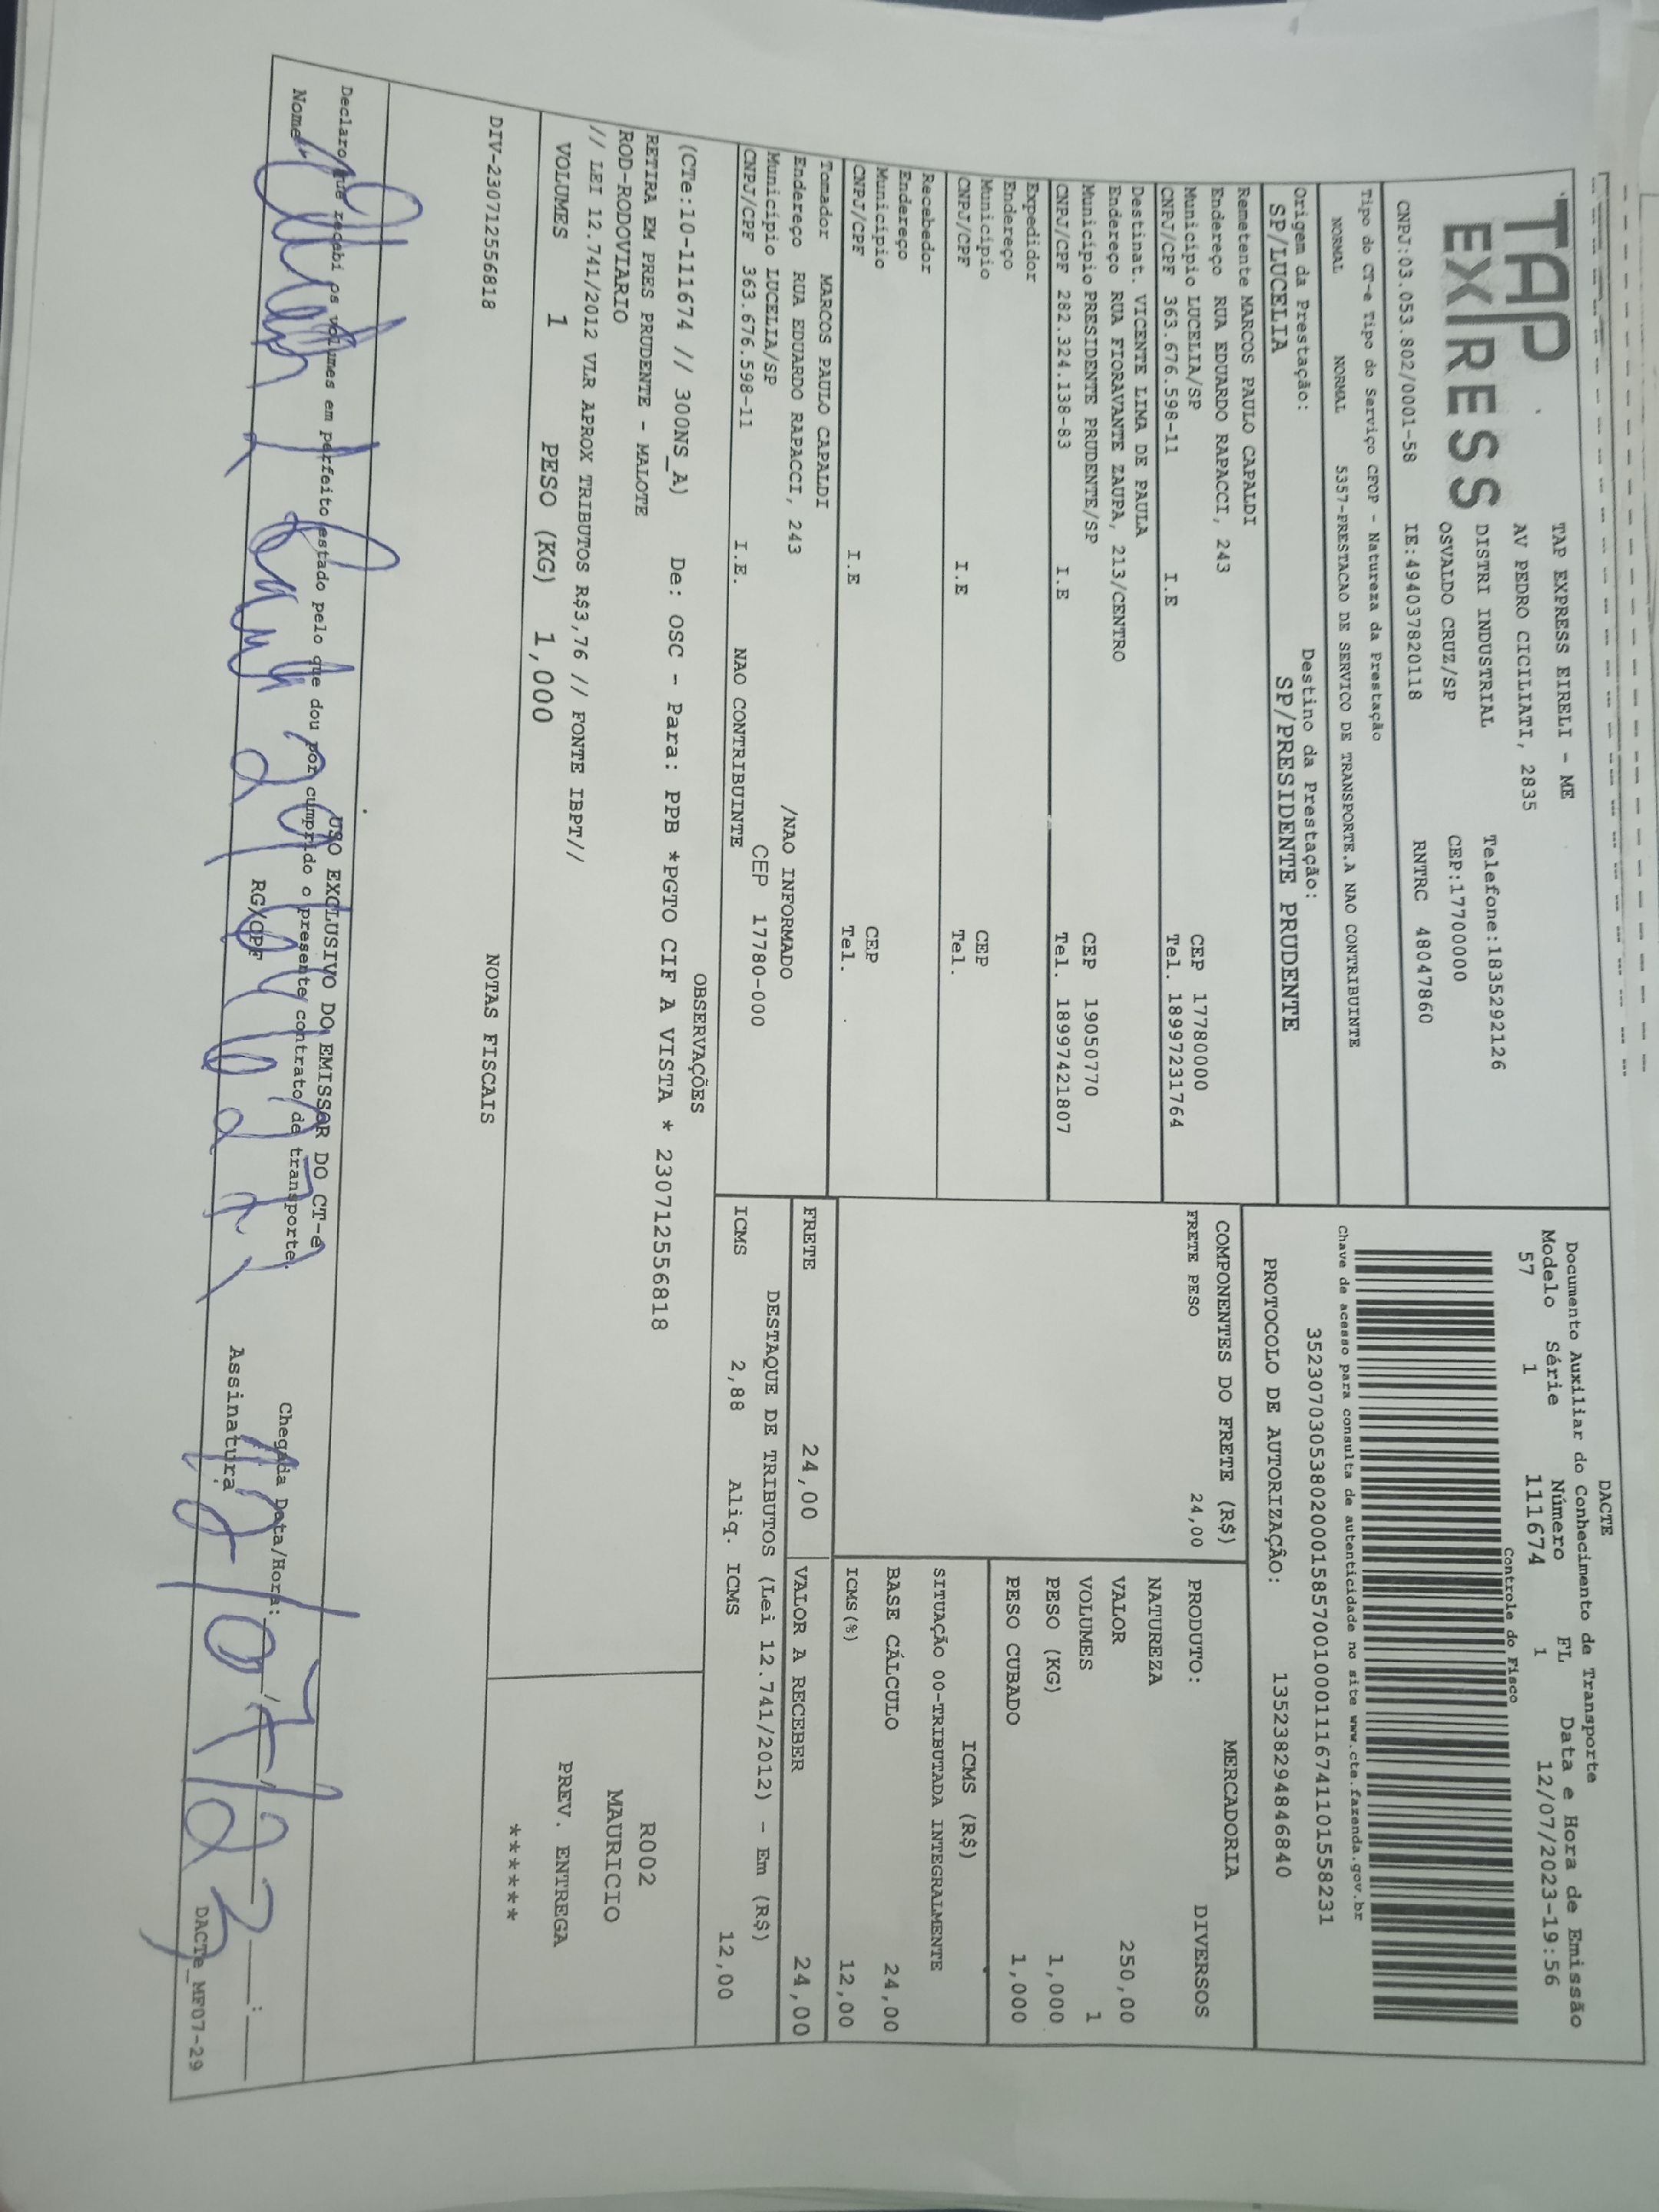 TAP
EXPRESS
TAP EXPRESS EIRELI - ME
AV PEDRO CICILIATI, 2835
DISTRI INDUSTRIAL
Telefone:1835292126
OSVALDO CRUZ/SP
CEP:17700000
CNPJ:03.053.802/0001-58
IE:494037820118
RNTRC 48047860
DACTE
Documento Auxiliar do Conhecimento de Transporte
Modelo Série Número FL Data e Hora de Emissão
57 1 111674 1 12/07/2023-19:56
Controle do Fisco
Chave de acesso para consulta de autenticidade no site www.cte.fazenda.gov.br
35230703053802000158570010001116741101558231
PROTOCOLO DE AUTORIZAÇÃO: 135238294846840
Tipo do CT-e Tipo do Serviço CFOP - Natureza da Prestação
NORMAL NORMAL 5357-PRESTACAO DE SERVICO DE TRANSPORTE.A NAO CONTRIBUINTE
Origem da Prestação: Destino da Prestação:
SP/LUCELIA SP/PRESIDENTE PRUDENTE
Remetente MARCOS PAULO CAPALDI
Endereço RUA EDUARDO RAPACCI, 243
Município LUCELIA/SP CEP 17780000
CNPJ/CPF 363.676.598-11 I.E Tel. 18997231764
Destinat. VICENTE LIMA DE PAULA
Endereço RUA FIORAVANTE ZAUPA, 213/CENTRO
Município PRESIDENTE PRUDENTE/SP CEP 19050770
CNPJ/CPF 282.324.138-83 I.E Tel. 18997421807
Expedidor
Endereço
Município CEP
CNPJ/CPF I.E Tel.
Recebedor
Endereço
Município CEP
CNPJ/CPF I.E Tel.
Tomador MARCOS PAULO CAPALDI
Endereço RUA EDUARDO RAPACCI, 243 /NAO INFORMADO
Município LUCELIA/SP CEP 17780-000
CNPJ/CPF 363.676.598-11 I.E. NAO CONTRIBUINTE
COMPONENTES DO FRETE (R$)
FRETE PESO 24,00
MERCADORIA
PRODUTO: DIVERSOS
NATUREZA
VALOR 250,00
VOLUMES 1
PESO (KG) 1,000
PESO CUBADO 1,000
ICMS (R$)
SITUAÇÃO 00-TRIBUTADA INTEGRALMENTE
BASE CÁLCULO 24,00
ICMS(%) 12,00
FRETE 24,00
VALOR A RECEBER 24,00
DESTAQUE DE TRIBUTOS (Lei 12.741/2012) - Em (R$)
ICMS 2,88 Aliq. ICMS 12,00
OBSERVAÇÕES
(CTe:10-111674 // 300NS_A) De: OSC - Para: PPB *PGTO CIF A VISTA * 230712556818
RETIRA EM PRES PRUDENTE - MALOTE
ROD-RODOVIARIO
// LEI 12.741/2012 VLR APROX TRIBUTOS R$3,76 // FONTE IBPT//
VOLUMES 1 PESO (KG) 1,000
R002
MAURICIO
PREV. ENTREGA
******
NOTAS FISCAIS
DIV-230712556818
USO EXCLUSIVO DO EMISSOR DO CT-e
Declaro que recebi os volumes em perfeito estado pelo que dou por cumprido o presente contrato de transporte.
Nome RG/CPF Assinatura
Chegada Data/Hora: 13/07/23
DACTe_MF07-29